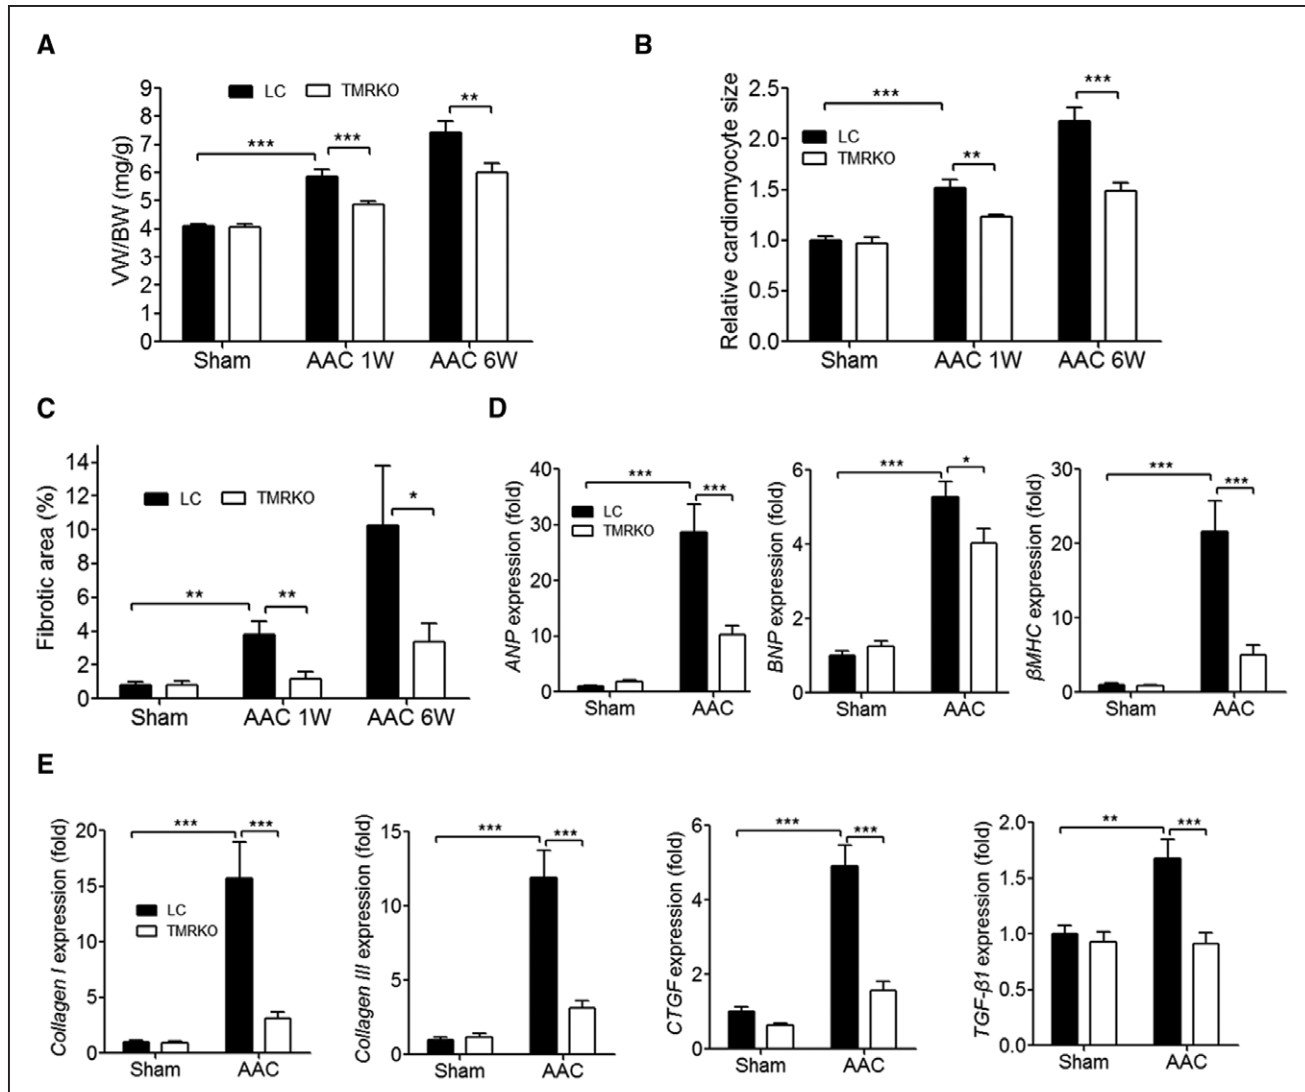 A
VW/BW (mg/g)
9
8
7
6
5
4
3
2
1
0
LC
TMRKO
***
***
**
Sham
AAC 1W
AAC 6W
B
Relative cardiomyocyte size
2.5
2.0
1.5
1.0
0.5
0.0
LC
TMRKO
***
**
***
Sham
AAC 1W
AAC 6W
C
Fibrotic area (%)
14
12
10
8
6
4
2
0
LC
TMRKO
**
**
*
Sham
AAC 1W
AAC 6W
D
ANP expression (fold)
40
30
20
10
0
LC
TMRKO
***
***
Sham
AAC
BNP expression (fold)
6
4
2
0
***
*
Sham
AAC
βMHC expression (fold)
30
20
10
0
***
***
Sham
AAC
E
Collagen I expression (fold)
20
15
10
5
0
LC
TMRKO
***
***
Sham
AAC
Collagen III expression (fold)
15
10
5
0
***
***
Sham
AAC
CTGF expression (fold)
6
4
2
0
***
***
Sham
AAC
TGF-β1 expression (fold)
2.0
1.5
1.0
0.5
0.0
**
***
Sham
AAC